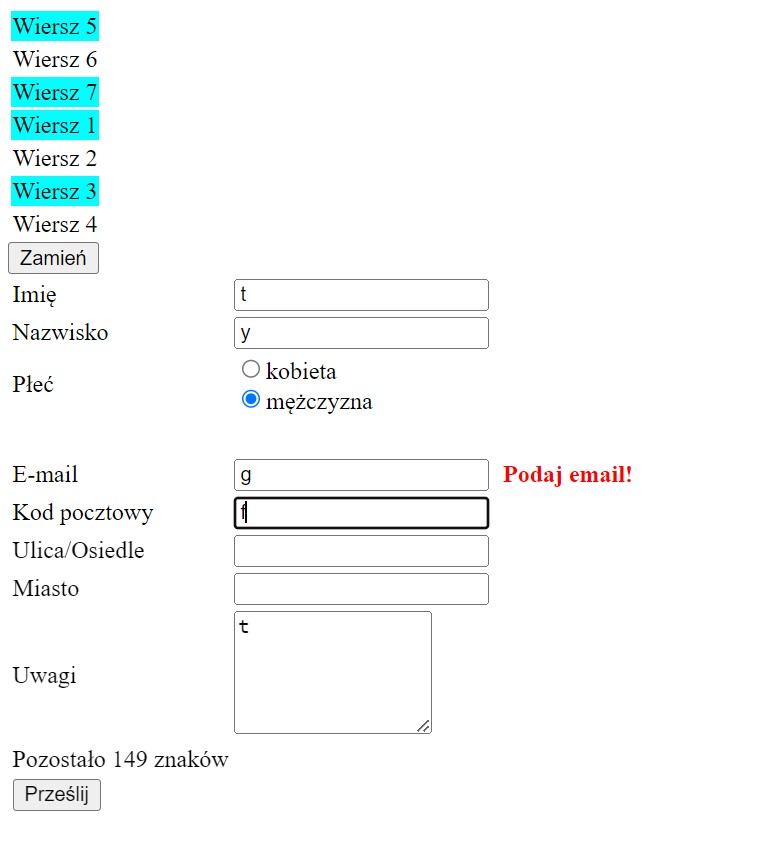 Wiersz 5
Wiersz 6
Wiersz 7
Wiersz 1
Wiersz 2
Wiersz 3
Wiersz 4
Zamień
Imię t
Nazwisko y
Płeć
kobieta
mężczyzna
E-mail g Podaj email!
Kod pocztowy f
Ulica/Osiedle
Miasto
Uwagi t
Pozostało 149 znaków
Prześlij